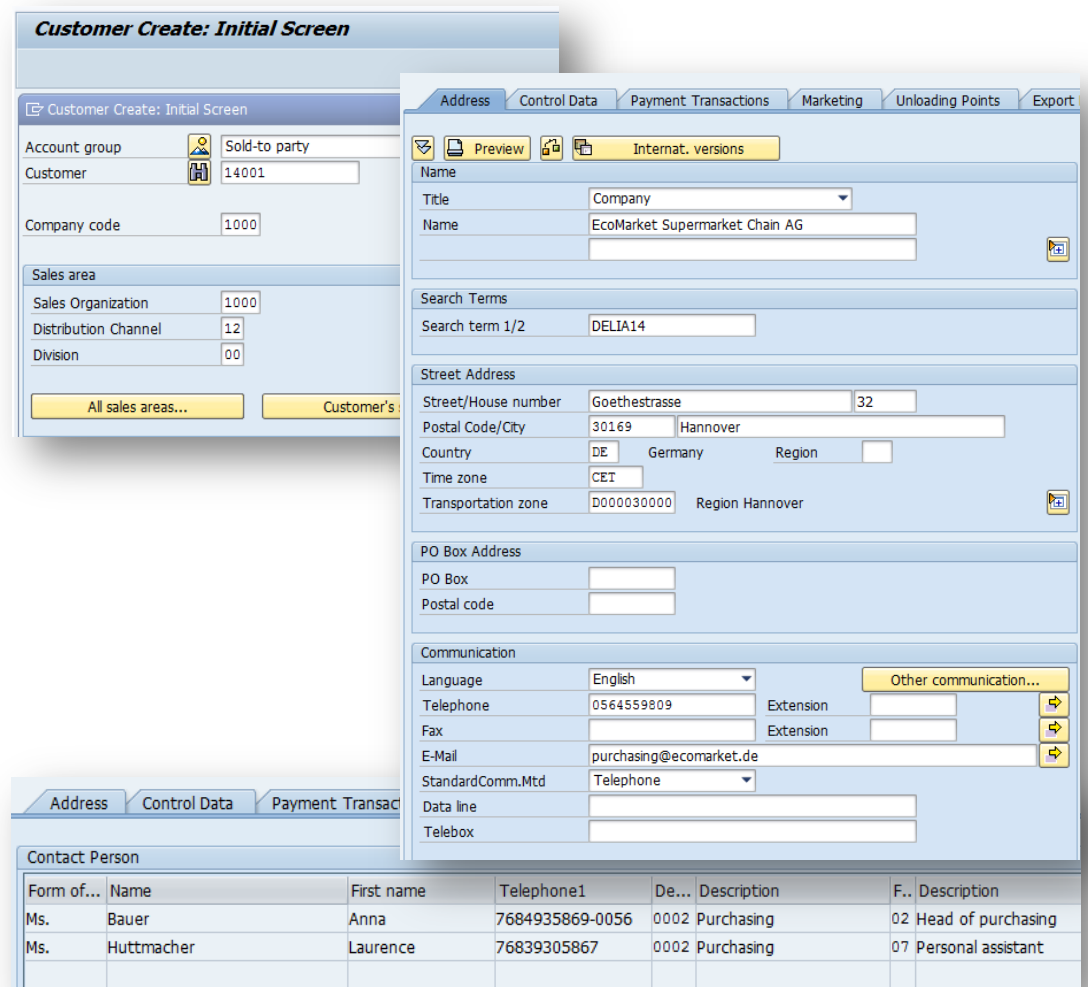 Customer Create: Initial Screen
Customer Create: Initial Screen
Account group Sold-to party
Customer 14001
Company code 1000
Sales area
Sales Organization 1000
Distribution Channel 12
Division 00
All sales areas... Customer's
Address Control Data Payment Transactions Marketing Unloading Points Export
Preview Internat. versions
Name
Title Company
Name EcoMarket Supermarket Chain AG
Search Terms
Search term 1/2 DELIA14
Street Address
Street/House number Goethestrasse 32
Postal Code/City 30169 Hannover
Country DE Germany Region
Time zone CET
Transportation zone D000030000 Region Hannover
PO Box Address
PO Box
Postal code
Communication
Language English Other communication...
Telephone 0564559809 Extension
Fax Extension
E-Mail purchasing@ecomarket.de
StandardComm.Mtd Telephone
Data line
Telebox
Address Control Data Payment Transact
Contact Person
Form of... Name First name Telephone1 De... Description F.. Description
Ms. Bauer Anna 7684935869-0056 0002 Purchasing 02 Head of purchasing
Ms. Huttmacher Laurence 76839305867 0002 Purchasing 07 Personal assistant